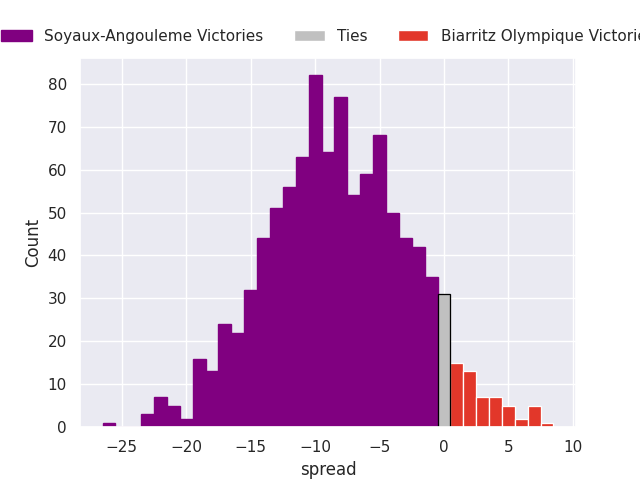 Soyaux-Angouleme Victories Ties Biarritz Olympique Victorie
80
70
60
50
40
30
20
10
0
Count
−25 −20 −15 −10 −5 0 5 10
spread